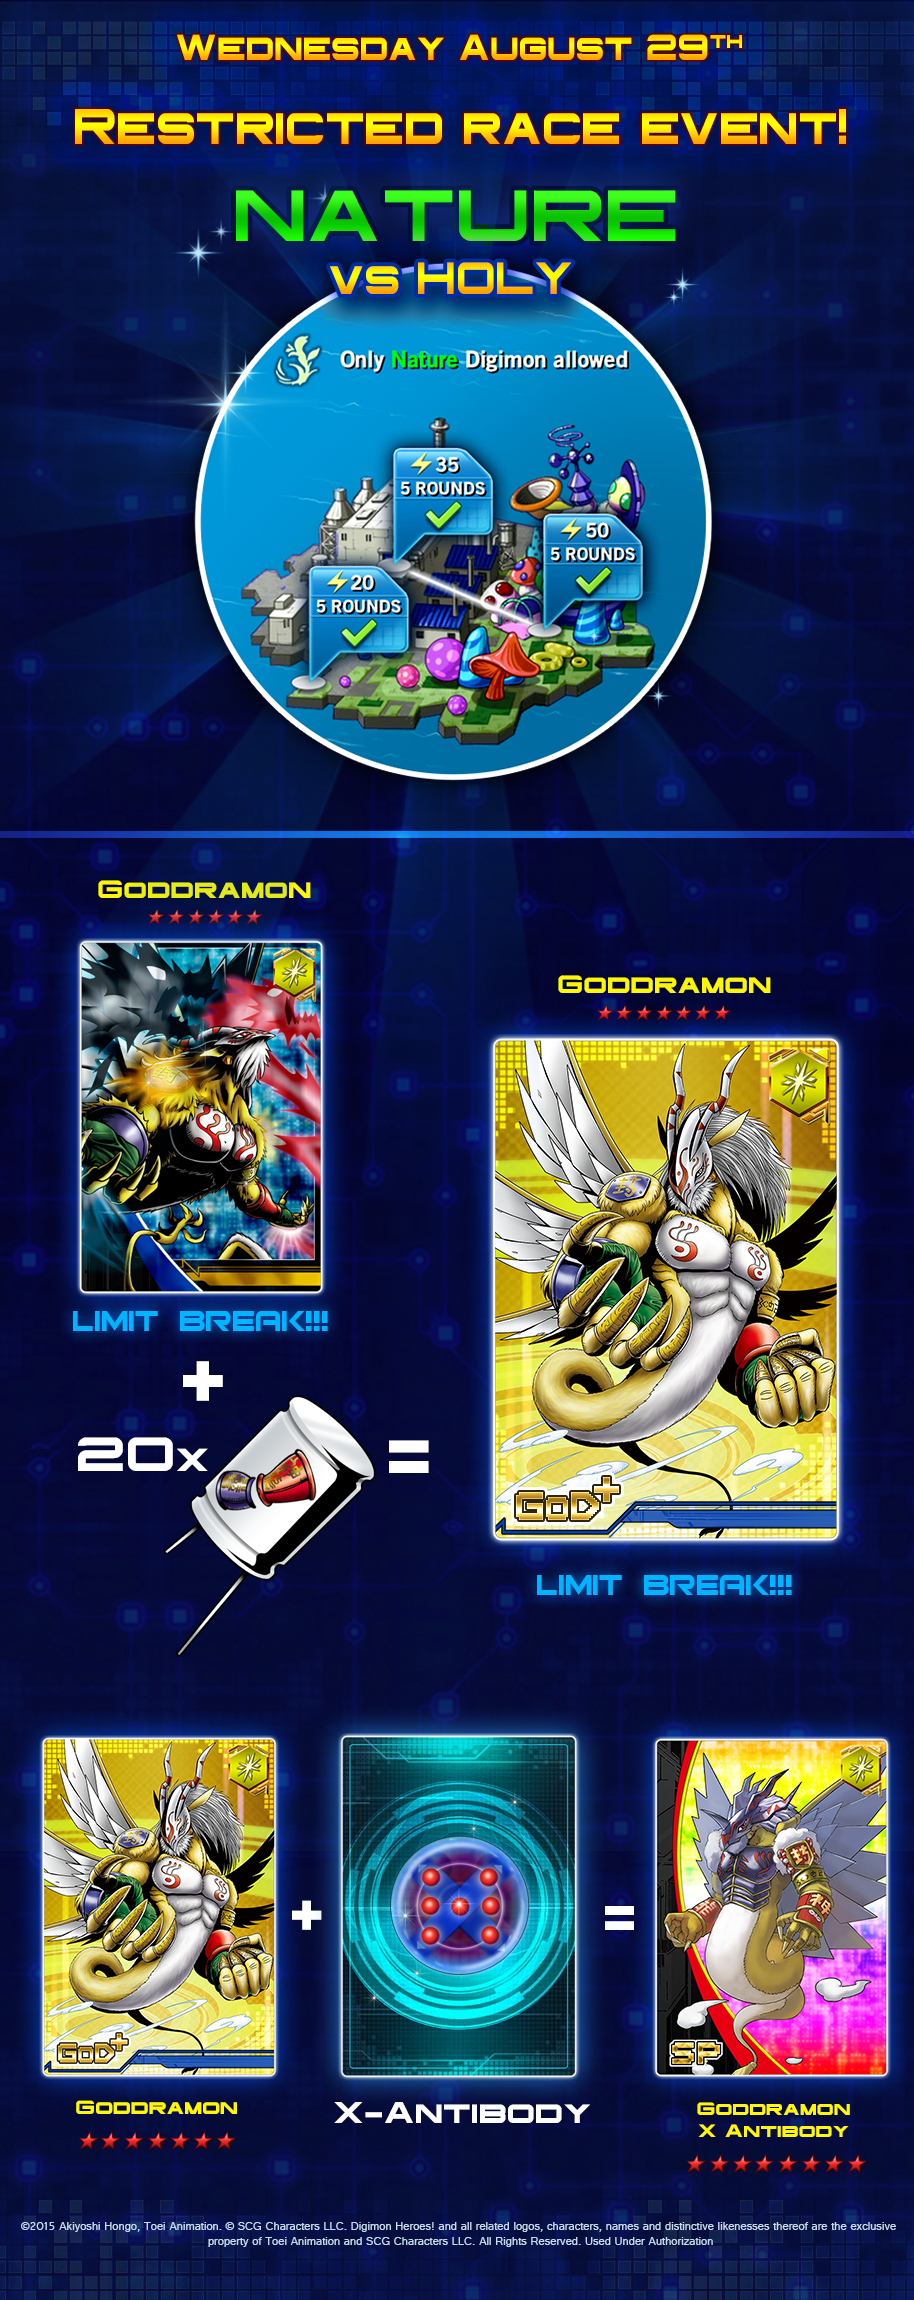 Wednesday August 29th
Restricted race event!
NATURE
vs HOLY
Only Nature Digimon allowed
35
5 ROUNDS
50
5 ROUNDS
20
5 ROUNDS
Goddramon
Goddramon
LIMIT BREAK!!!
+
20x
=
GoD+
LIMIT BREAK!!!
GoD+
+
=
SP
Goddramon
X-Antibody
Goddramon
X Antibody
©2015 Akiyoshi Hongo, Toei Animation. © SCG Characters LLC. Digimon Heroes! and all related logos, characters, names and distinctive likenesses thereof are the exclusive
property of Toei Animation and SCG Characters LLC. All Rights Reserved. Used Under Authorization